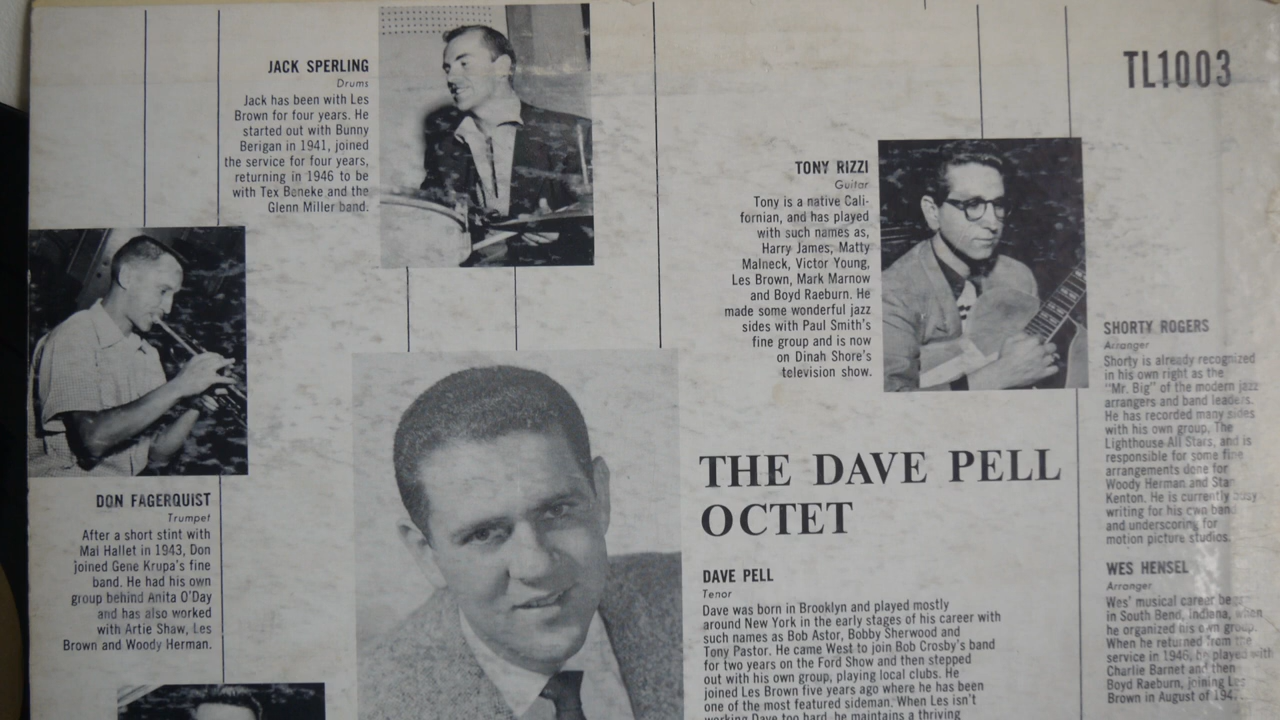 JACK SPERLING
Drums
Jack has been with Les
Brown for four years. He
started out with Bunny
Berigan in 1941, joined
the service for four years,
returning in 1946 to be
with Tex Beneke and the
Glenn Miller band.
TL1003
TONY RIZZI
Guitar
Tony is a native Cali-
fornian, and has played
with such names as,
Harry James, Matty
Malneck, Victor Young,
Les Brown, Mark Marnow
and Boyd Raeburn. He
made some wonderful jazz
sides with Paul Smith's
fine group and is now
on Dinah Shore's
television show.
DON FAGERQUIST
Trumpet
After a short stint with
Mal Hallet in 1943, Don
joined Gene Krupa's fine
band. He had his own
group behind Anita O'Day
and has also worked
with Artie Shaw, Les
Brown and Woody Herman.
THE DAVE PELL
OCTET
DAVE PELL
Tenor
Dave was born in Brooklyn and played mostly
around New York in the early stages of his career with
such names as Bob Astor, Bobby Sherwood and
Tony Pastor. He came West to join Bob Crosby's band
for two years on the Ford Show and then stepped
out with his own group, playing local clubs. He
joined Les Brown five years ago where he has been
one of the most featured sideman. When Les isn't
working Dave too hard, he maintains a thriving
SHORTY ROGERS
Arranger
Shorty is already recognized
in his own right as the
"Mr. Big" of the modern jazz
arrangers and band leaders.
He has recorded many sides
with his own group, The
Lighthouse All Stars, and is
responsible for some fine
arrangements done for
Woody Herman and Stan
Kenton. He is currently busy
writing for his own band
and underscoring for
motion picture studios.
WES HENSEL
Arranger
Wes' musical career began
in South Bend, Indiana, when
he organized his own group.
When he returned from the
service in 1946, he played with
Charlie Barnet and then
Boyd Raeburn, joining Les
Brown in August of